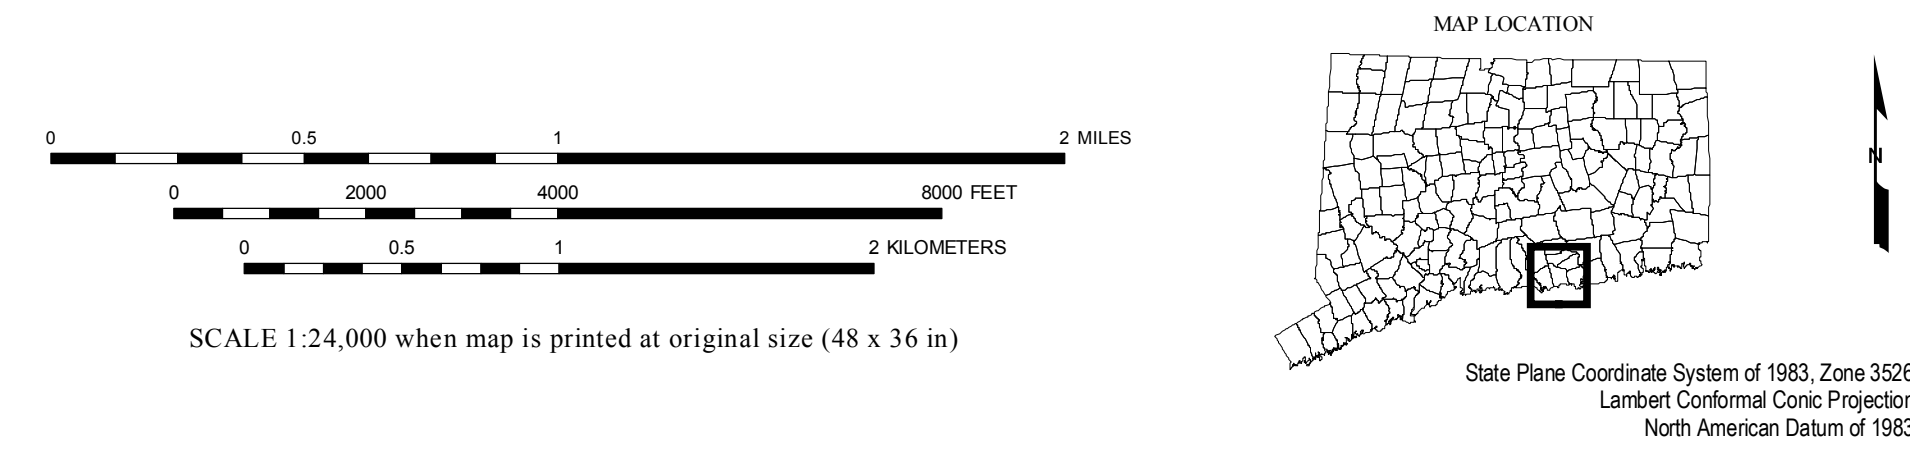 MAP LOCATION
0 0.5 1 2 MILES
0 2000 4000 8000 FEET
0 0.5 1 2 KILOMETERS
SCALE 1:24,000 when map is printed at original size (48 x 36 in)
N
State Plane Coordinate System of 1983, Zone 3526
Lambert Conformal Conic Projection
North American Datum of 1983